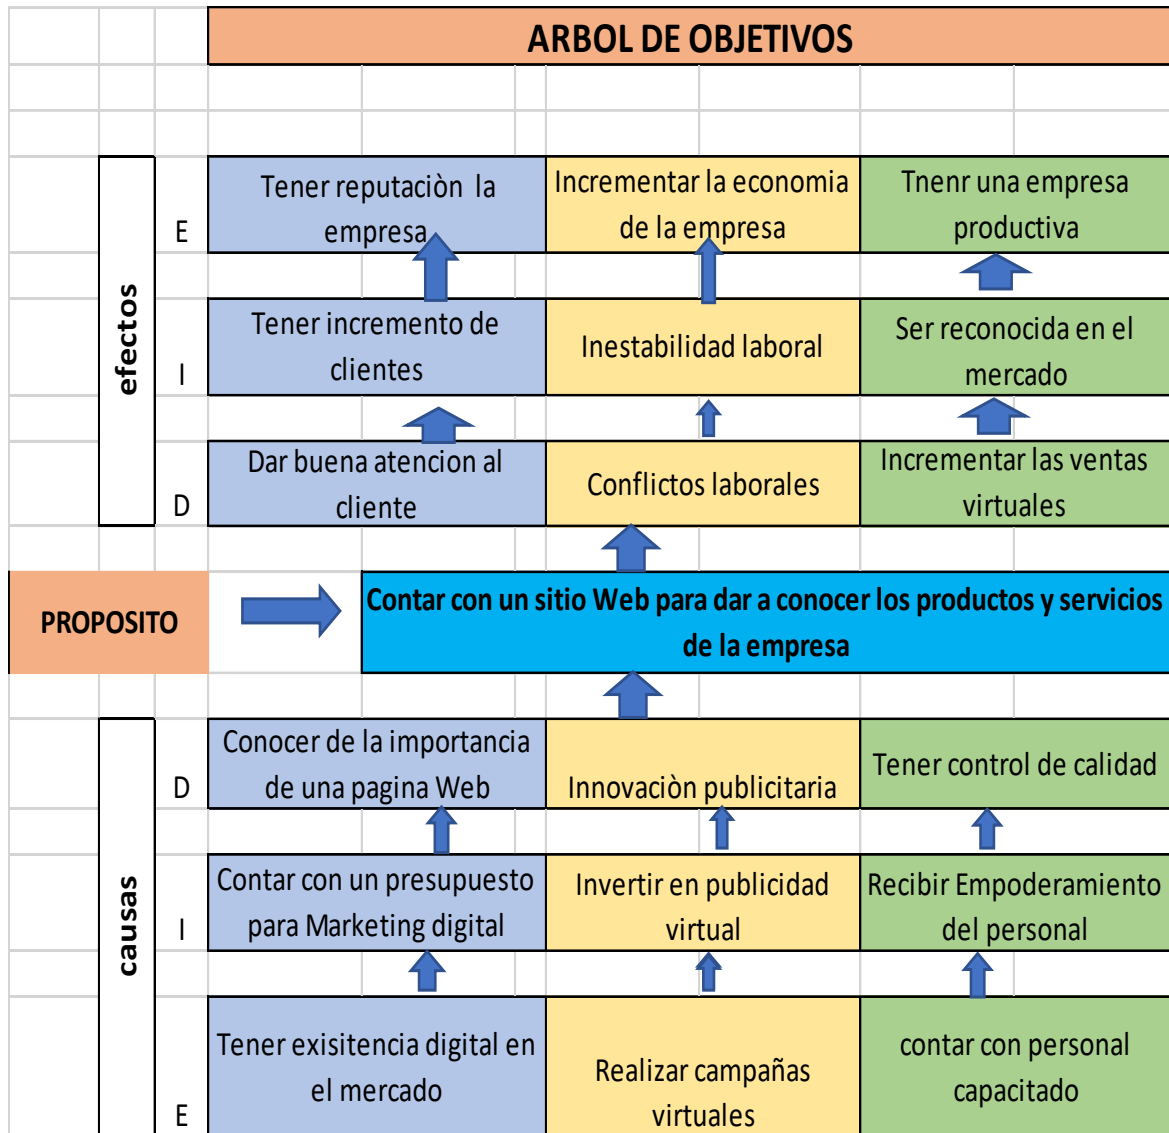 ARBOL DE OBJETIVOS
efectos
E
Tener reputaciòn la
empresa
Incrementar la economia
de la empresa
Tnenr una empresa
productiva
I
Tener incremento de
clientes
Inestabilidad laboral
Ser reconocida en el
mercado
D
Dar buena atencion al
cliente
Conflictos laborales
Incrementar las ventas
virtuales
PROPOSITO
Contar con un sitio Web para dar a conocer los productos y servicios
de la empresa
causas
D
Conocer de la importancia
de una pagina Web
Innovaciòn publicitaria
Tener control de calidad
I
Contar con un presupuesto
para Marketing digital
Invertir en publicidad
virtual
Recibir Empoderamiento
del personal
E
Tener exisitencia digital en
el mercado
Realizar campañas
virtuales
contar con personal
capacitado